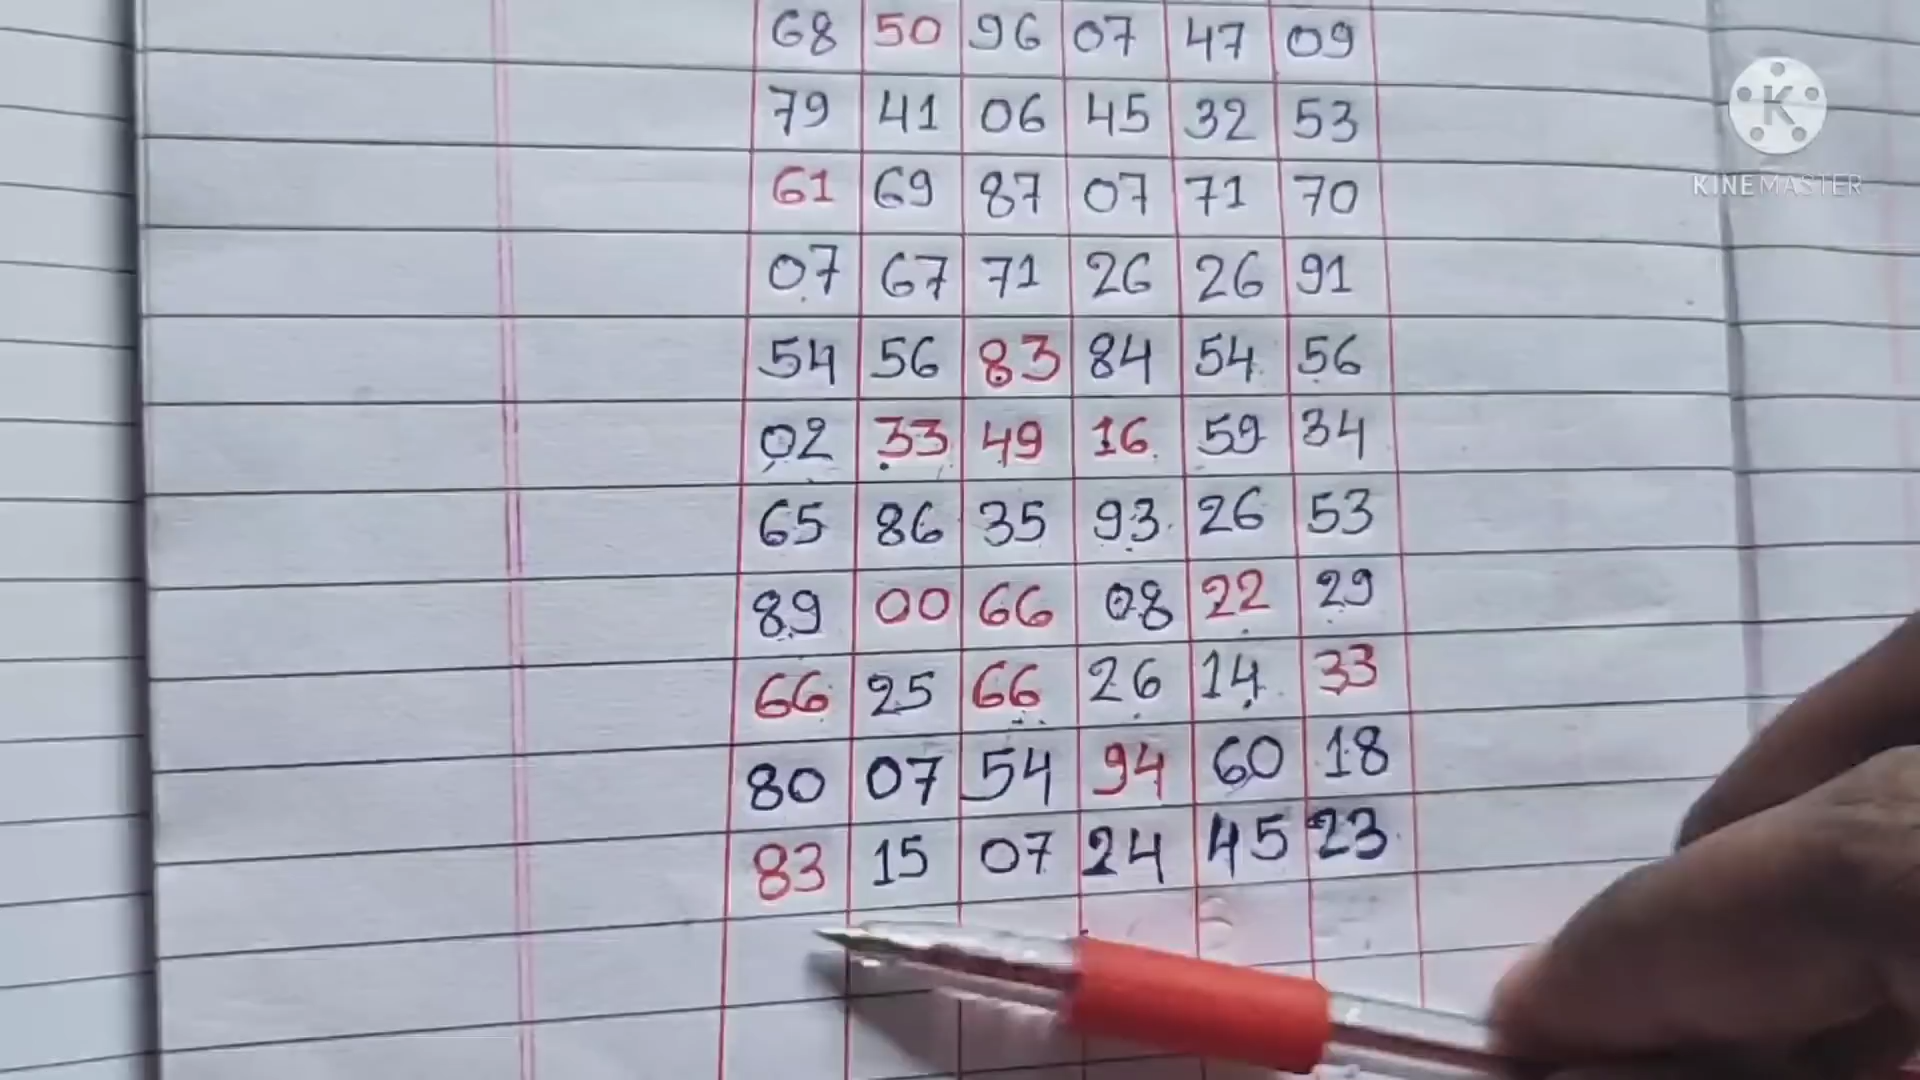 68 50 96 07 47 09
79 41 06 45 32 53
61 69 87 07 71 70
07 67 71 26 26 91
54 56 83 84 54 56
02 33 49 16 59 34
65 86 35 93 26 53
89 00 66 08 22 29
66 25 66 26 14 33
80 07 54 94 60 18
83 15 07 24 45 23
K
KINEMASTER